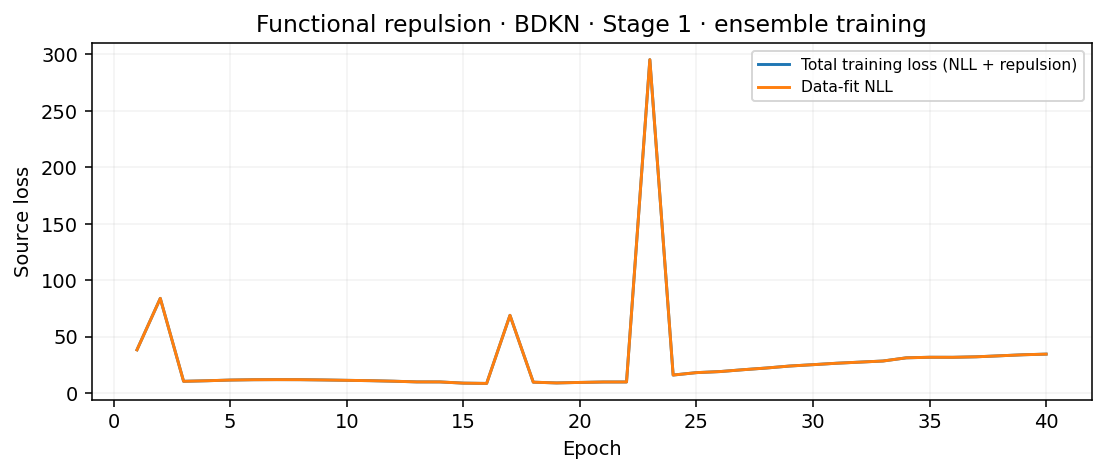 Functional repulsion · BDKN · Stage 1 · ensemble training
Total training loss (NLL + repulsion)
Data-fit NLL
Source loss
300
250
200
150
100
50
0
0 5 10 15 20 25 30 35 40
Epoch